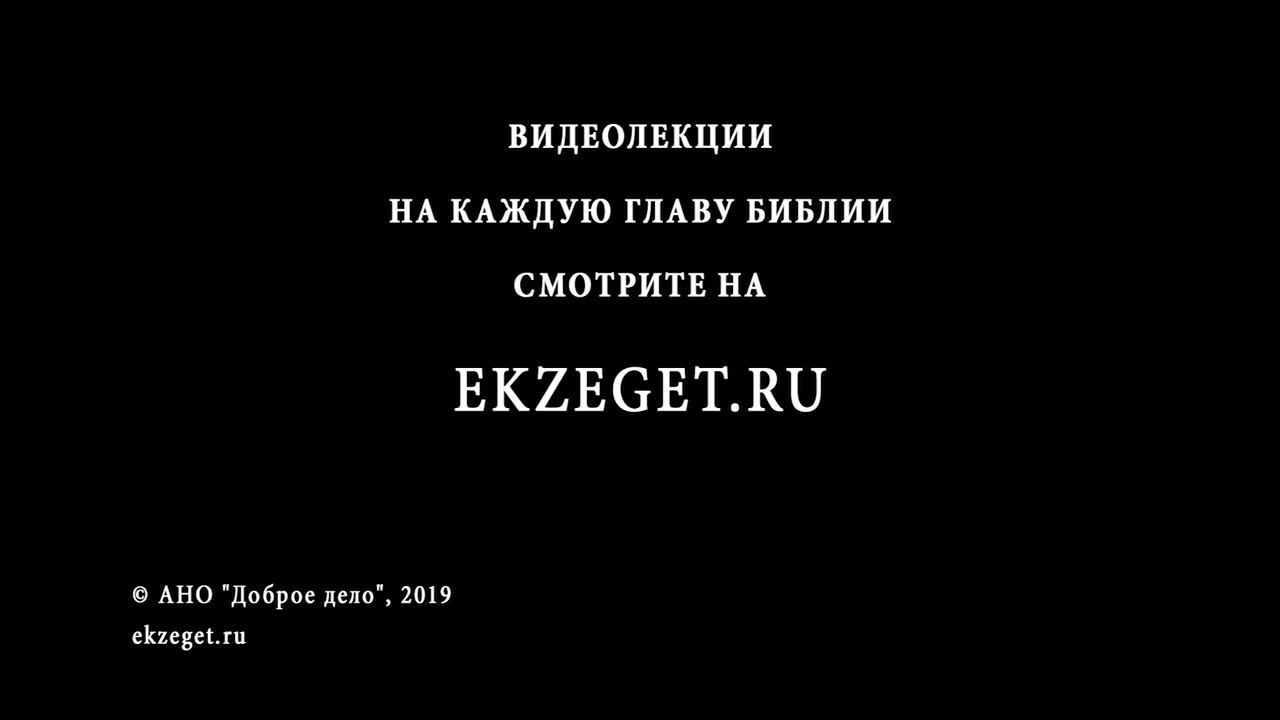 ВИДЕОЛЕКЦИИ
НА КАЖДУЮ ГЛАВУ БИБЛИИ
СМОТРИТЕ НА
EKZEGET.RU
© АНО "Доброе дело", 2019
ekzeget.ru